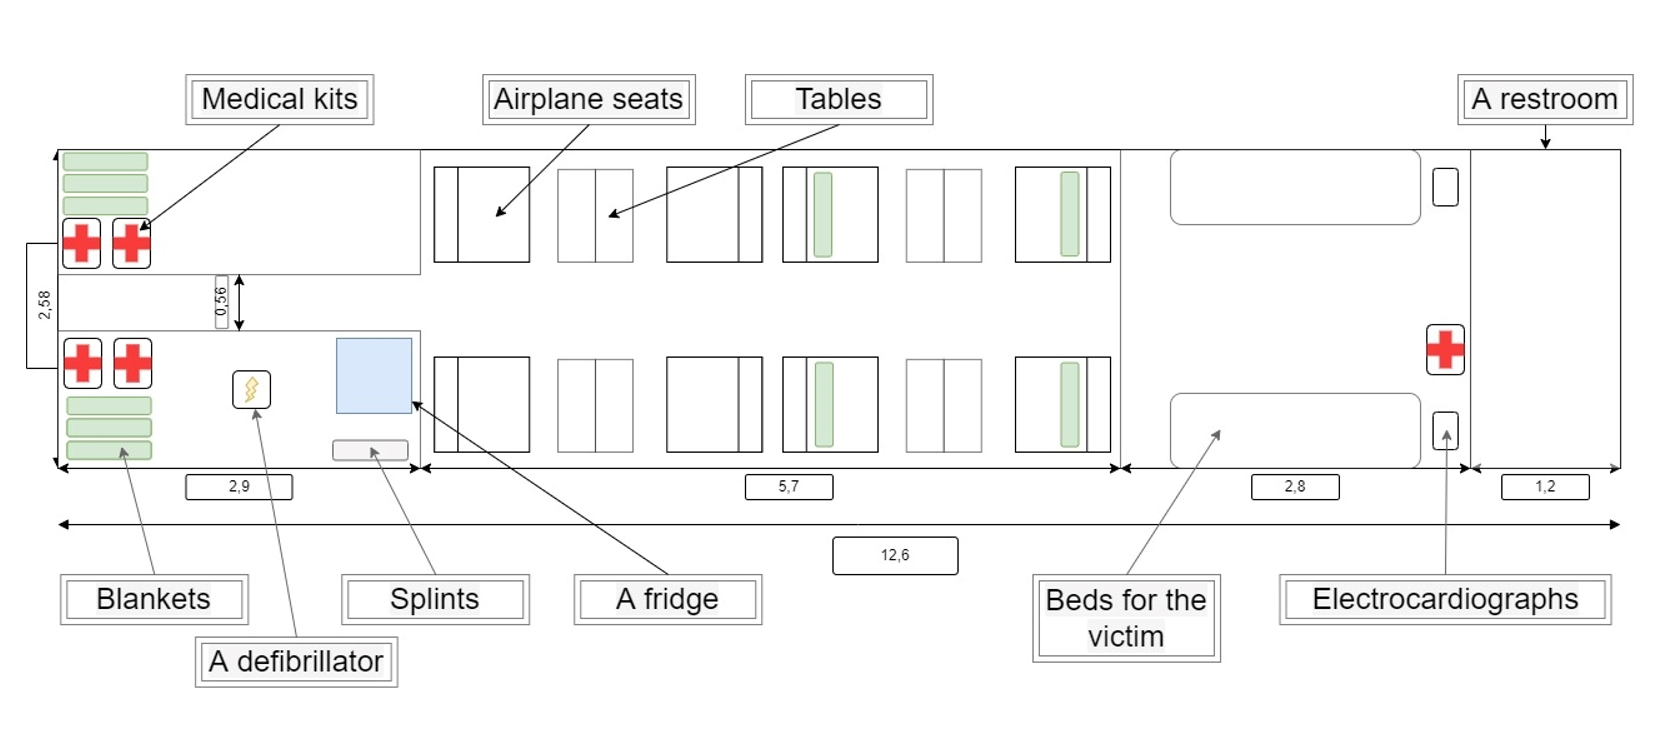 Medical kits
Airplane seats
Tables
A restroom
2,58
0,56
2,9
5,7
2,8
1,2
12,6
Blankets
Splints
A fridge
Beds for the
victim
Electrocardiographs
A defibrillator